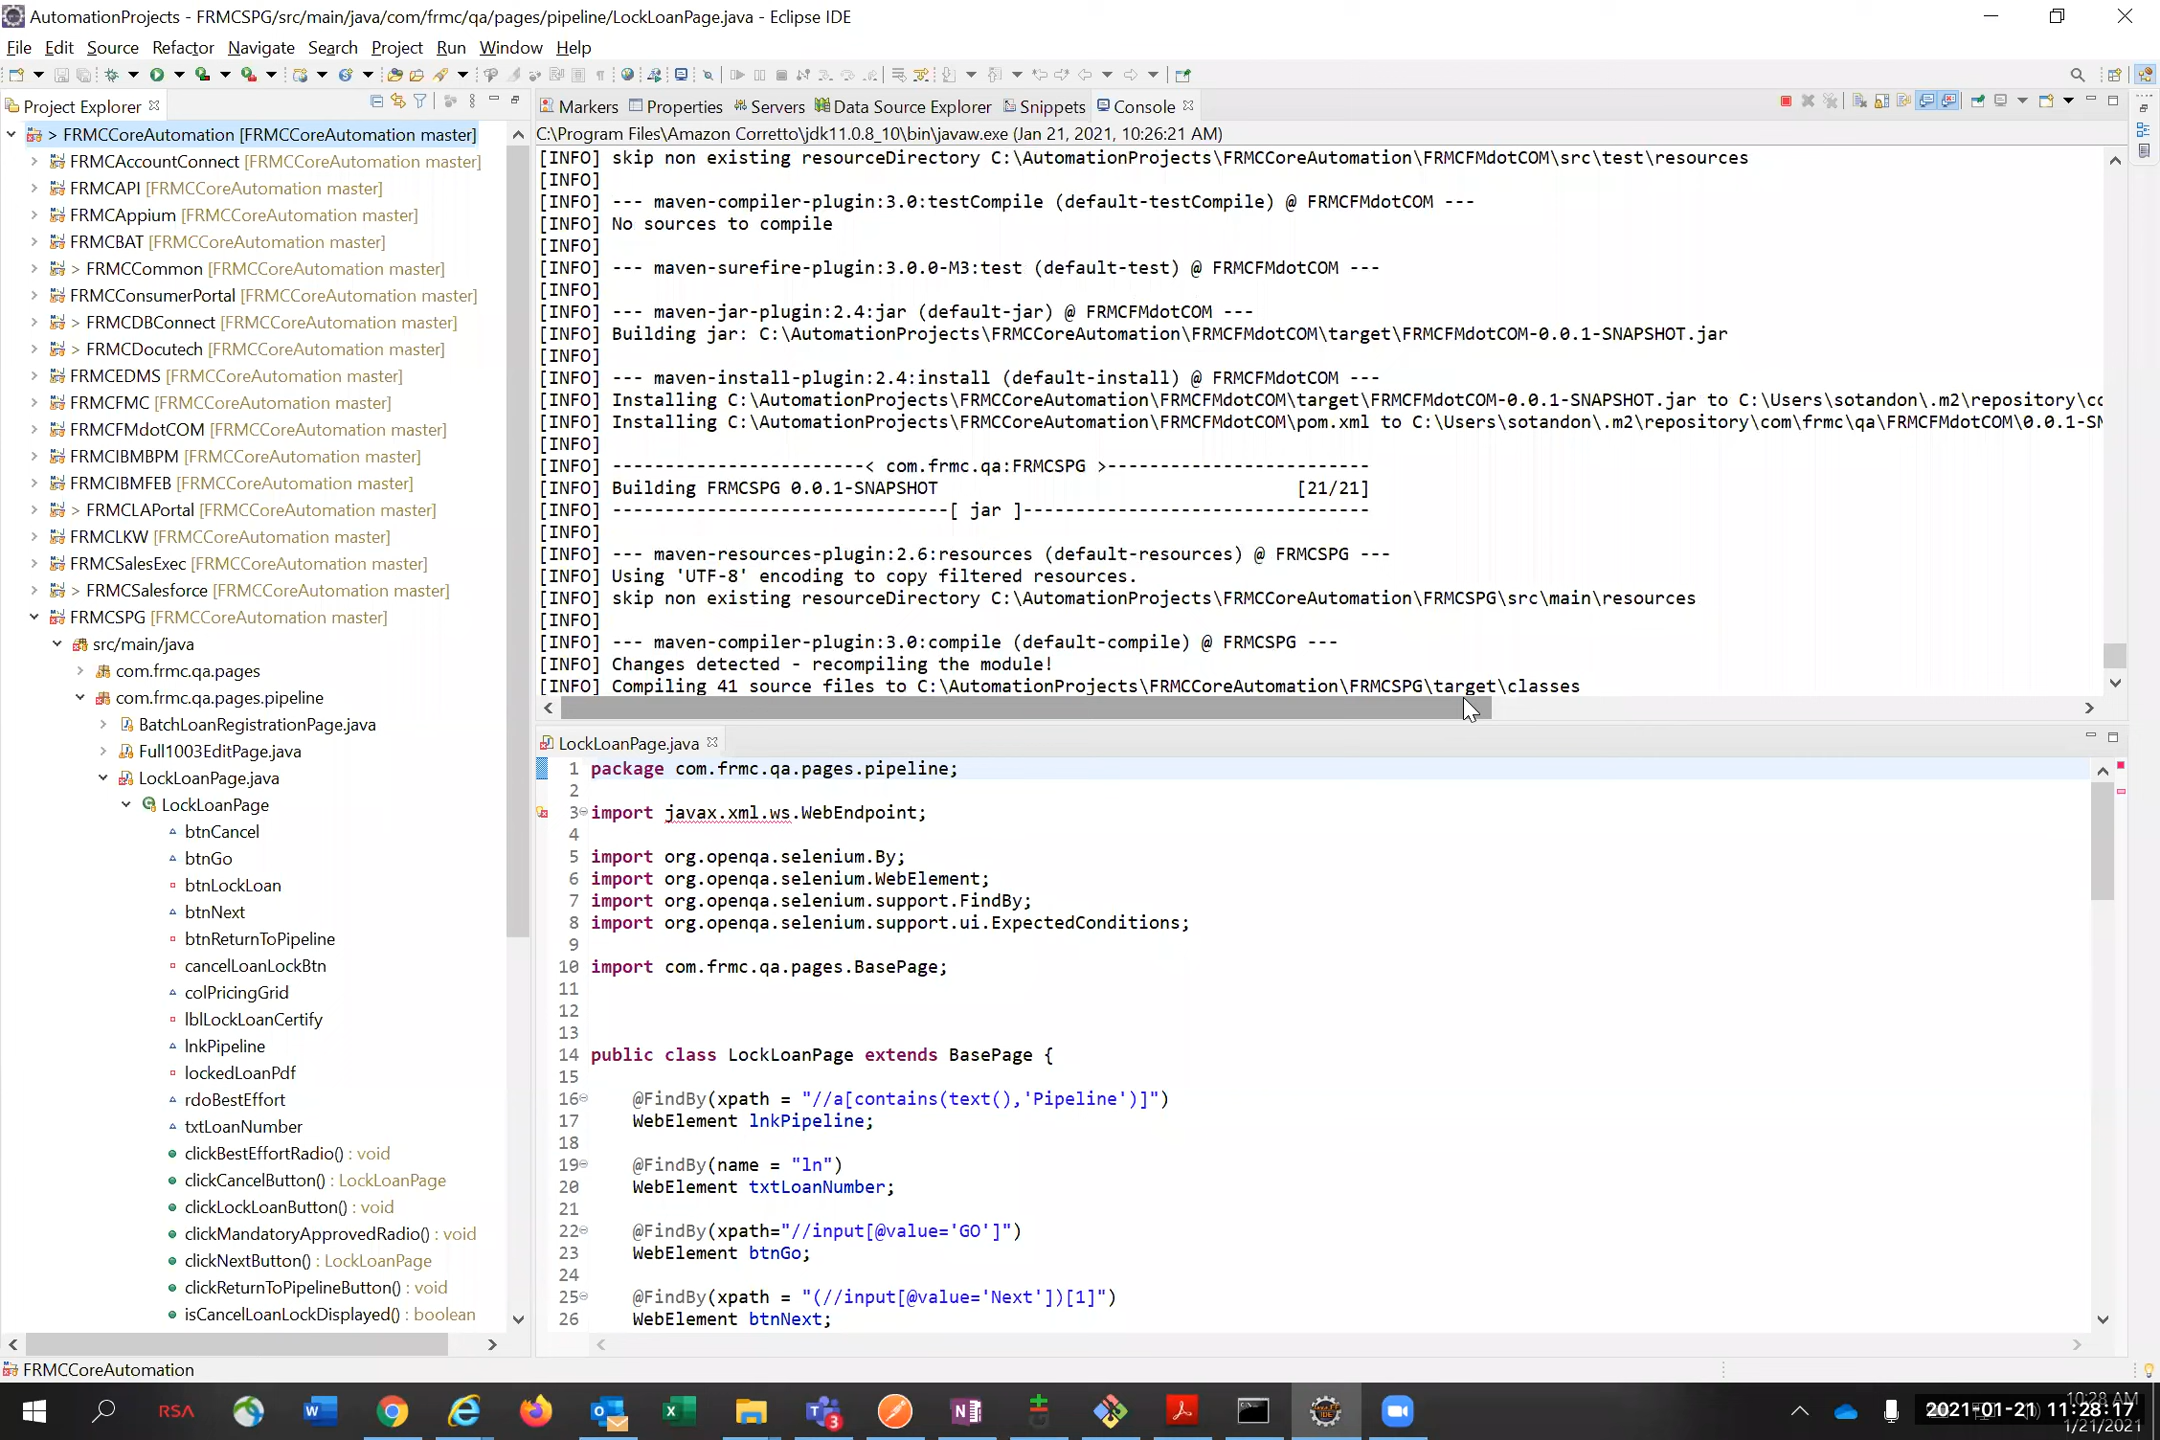 AutomationProjects - FRMCSPG/src/main/java/com/frmc/qa/pages/pipeline/LockLoanPage.java - Eclipse IDE
File Edit Source Refactor Navigate Search Project Run Window Help
Project Explorer
> FRMCCoreAutomation [FRMCCoreAutomation master]
FRMCAccountConnect [FRMCCoreAutomation master]
FRMCAPI [FRMCCoreAutomation master]
FRMCAppium [FRMCCoreAutomation master]
FRMCBAT [FRMCCoreAutomation master]
> FRMCCommon [FRMCCoreAutomation master]
FRMCConsumerPortal [FRMCCoreAutomation master]
> FRMCDBConnect [FRMCCoreAutomation master]
> FRMCDocutech [FRMCCoreAutomation master]
FRMCEDMS [FRMCCoreAutomation master]
FRMCFMC [FRMCCoreAutomation master]
FRMCFMdotCOM [FRMCCoreAutomation master]
FRMCIBMBPM [FRMCCoreAutomation master]
FRMCIBMFEB [FRMCCoreAutomation master]
> FRMCLAPortal [FRMCCoreAutomation master]
FRMCLKW [FRMCCoreAutomation master]
FRMCSalesExec [FRMCCoreAutomation master]
> FRMCSalesforce [FRMCCoreAutomation master]
FRMCSPG [FRMCCoreAutomation master]
src/main/java
com.frmc.qa.pages
com.frmc.qa.pages.pipeline
BatchLoanRegistrationPage.java
Full1003EditPage.java
LockLoanPage.java
LockLoanPage
btnCancel
btnGo
btnLockLoan
btnNext
btnReturnToPipeline
cancelLoanLockBtn
colPricingGrid
lblLockLoanCertify
lnkPipeline
lockedLoanPdf
rdoBestEffort
txtLoanNumber
clickBestEffortRadio() : void
clickCancelButton() : LockLoanPage
clickLockLoanButton() : void
clickMandatoryApprovedRadio() : void
clickNextButton() : LockLoanPage
clickReturnToPipelineButton() : void
isCancelLoanLockDisplayed() : boolean
Markers Properties Servers Data Source Explorer Snippets Console
C:\Program Files\Amazon Corretto\jdk11.0.8_10\bin\javaw.exe (Jan 21, 2021, 10:26:21 AM)
[INFO] skip non existing resourceDirectory C:\AutomationProjects\FRMCCoreAutomation\FRMCFMdotCOM\src\test\resources
[INFO]
[INFO] --- maven-compiler-plugin:3.0:testCompile (default-testCompile) @ FRMCFMdotCOM ---
[INFO] No sources to compile
[INFO]
[INFO] --- maven-surefire-plugin:3.0.0-M3:test (default-test) @ FRMCFMdotCOM ---
[INFO]
[INFO] --- maven-jar-plugin:2.4:jar (default-jar) @ FRMCFMdotCOM ---
[INFO] Building jar: C:\AutomationProjects\FRMCCoreAutomation\FRMCFMdotCOM\target\FRMCFMdotCOM-0.0.1-SNAPSHOT.jar
[INFO]
[INFO] --- maven-install-plugin:2.4:install (default-install) @ FRMCFMdotCOM ---
[INFO] Installing C:\AutomationProjects\FRMCCoreAutomation\FRMCFMdotCOM\target\FRMCFMdotCOM-0.0.1-SNAPSHOT.jar to C:\Users\sotandon\.m2\repository\co
[INFO] Installing C:\AutomationProjects\FRMCCoreAutomation\FRMCFMdotCOM\pom.xml to C:\Users\sotandon\.m2\repository\com\frmc\qa\FRMCFMdotCOM\0.0.1-SN
[INFO]
[INFO] ------------------------< com.frmc.qa:FRMCSPG >-------------------------
[INFO] Building FRMCSPG 0.0.1-SNAPSHOT [21/21]
[INFO] --------------------------------[ jar ]---------------------------------
[INFO]
[INFO] --- maven-resources-plugin:2.6:resources (default-resources) @ FRMCSPG ---
[INFO] Using 'UTF-8' encoding to copy filtered resources.
[INFO] skip non existing resourceDirectory C:\AutomationProjects\FRMCCoreAutomation\FRMCSPG\src\main\resources
[INFO]
[INFO] --- maven-compiler-plugin:3.0:compile (default-compile) @ FRMCSPG ---
[INFO] Changes detected - recompiling the module!
[INFO] Compiling 41 source files to C:\AutomationProjects\FRMCCoreAutomation\FRMCSPG\target\classes
LockLoanPage.java
1 package com.frmc.qa.pages.pipeline;
2
3 import javax.xml.ws.WebEndpoint;
4
5 import org.openqa.selenium.By;
6 import org.openqa.selenium.WebElement;
7 import org.openqa.selenium.support.FindBy;
8 import org.openqa.selenium.support.ui.ExpectedConditions;
9
10 import com.frmc.qa.pages.BasePage;
11
12
13
14 public class LockLoanPage extends BasePage {
15
16 @FindBy(xpath = "//a[contains(text(),'Pipeline')]")
17 WebElement lnkPipeline;
18
19 @FindBy(name = "ln")
20 WebElement txtLoanNumber;
21
22 @FindBy(xpath="//input[@value='GO']")
23 WebElement btnGo;
24
25 @FindBy(xpath = "(//input[@value='Next'])[1]")
26 WebElement btnNext;
FRMCCoreAutomation
RSA
3
10:28 AM
2021-01-21 11:28:17
1/21/2021